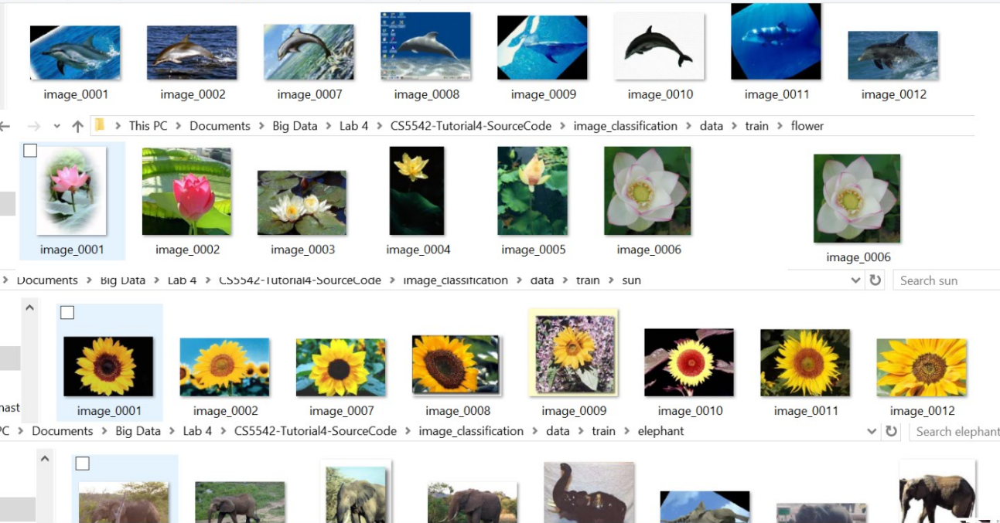 image_0001 image_0002 image_0007 image_0008 image_0009 image_0010 image_0011 image_0012
This PC > Documents > Big Data > Lab 4 > CS5542-Tutorial4-SourceCode > image_classification > data > train > flower
image_0001 image_0002 image_0003 image_0004 image_0005 image_0006 image_0006
> Documents > Big Data > Lab 4 > CS5542-Tutorial4-SourceCode > image_classification > data > train > sun Search sun
image_0001 image_0002 image_0007 image_0008 image_0009 image_0010 image_0011 image_0012
PC > Documents > Big Data > Lab 4 > CS5542-Tutorial4-SourceCode > image_classification > data > train > elephant Search elephant